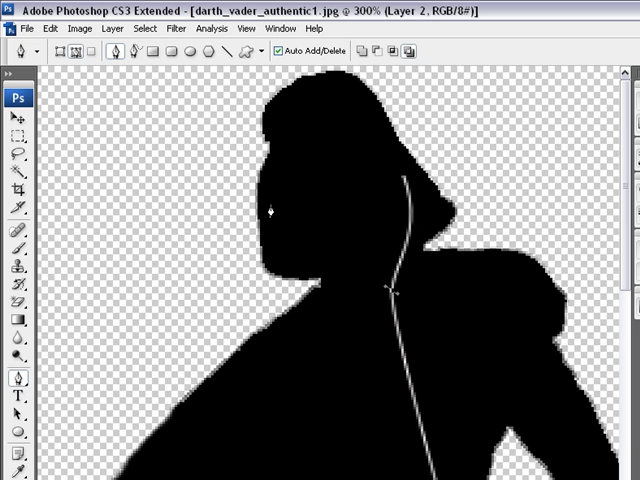 Adobe Photoshop CS3 Extended - [darth_vader_authentic1.jpg @ 300% (Layer 2, RGB/8#)]
File Edit Image Layer Select Filter Analysis View Window Help
Auto Add/Delete
Ps
T